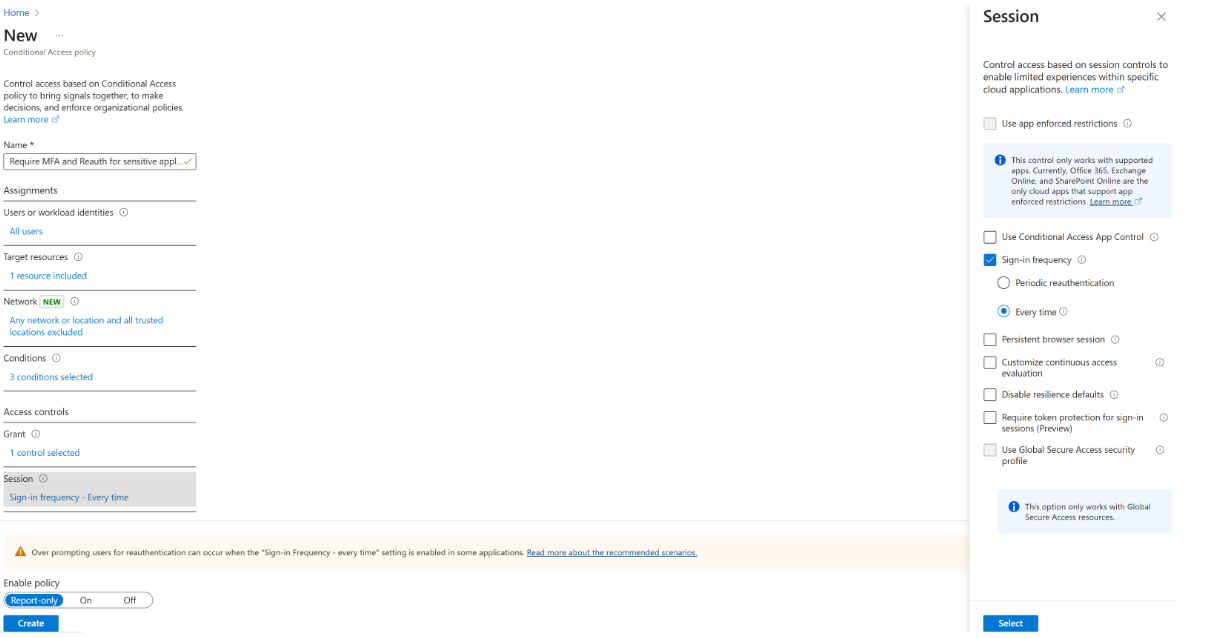 Home
New ...
Conditional Access policy
Control access based on Conditional Access
policy to bring signals together, to make
decisions, and enforce organizational policies.
Learn more
Name *
Require MFA and Reauth for sensitive appl...
Assignments
Users or workload identities
All users
Target resources
1 resource included
Network NEW
Any network or location and all trusted
locations excluded
Conditions
3 conditions selected
Access controls
Grant
1 control selected
Session
Sign-in frequency - Every time
Over prompting users for reauthentication can occur when the "Sign-in Frequency - every time" setting is enabled in some applications. Read more about the recommended scenarios.
Enable policy
Report-only On Off
Create
Session
Control access based on session controls to
enable limited experiences within specific
cloud applications. Learn more
Use app enforced restrictions
This control only works with supported
apps. Currently, Office 365, Exchange
Online, and SharePoint Online are the
only cloud apps that support app
enforced restrictions. Learn more
Use Conditional Access App Control
Sign-in frequency
Periodic reauthentication
Every time
Persistent browser session
Customize continuous access
evaluation
Disable resilience defaults
Require token protection for sign-in
sessions (Preview)
Use Global Secure Access security
profile
This option only works with Global
Secure Access resources.
Select